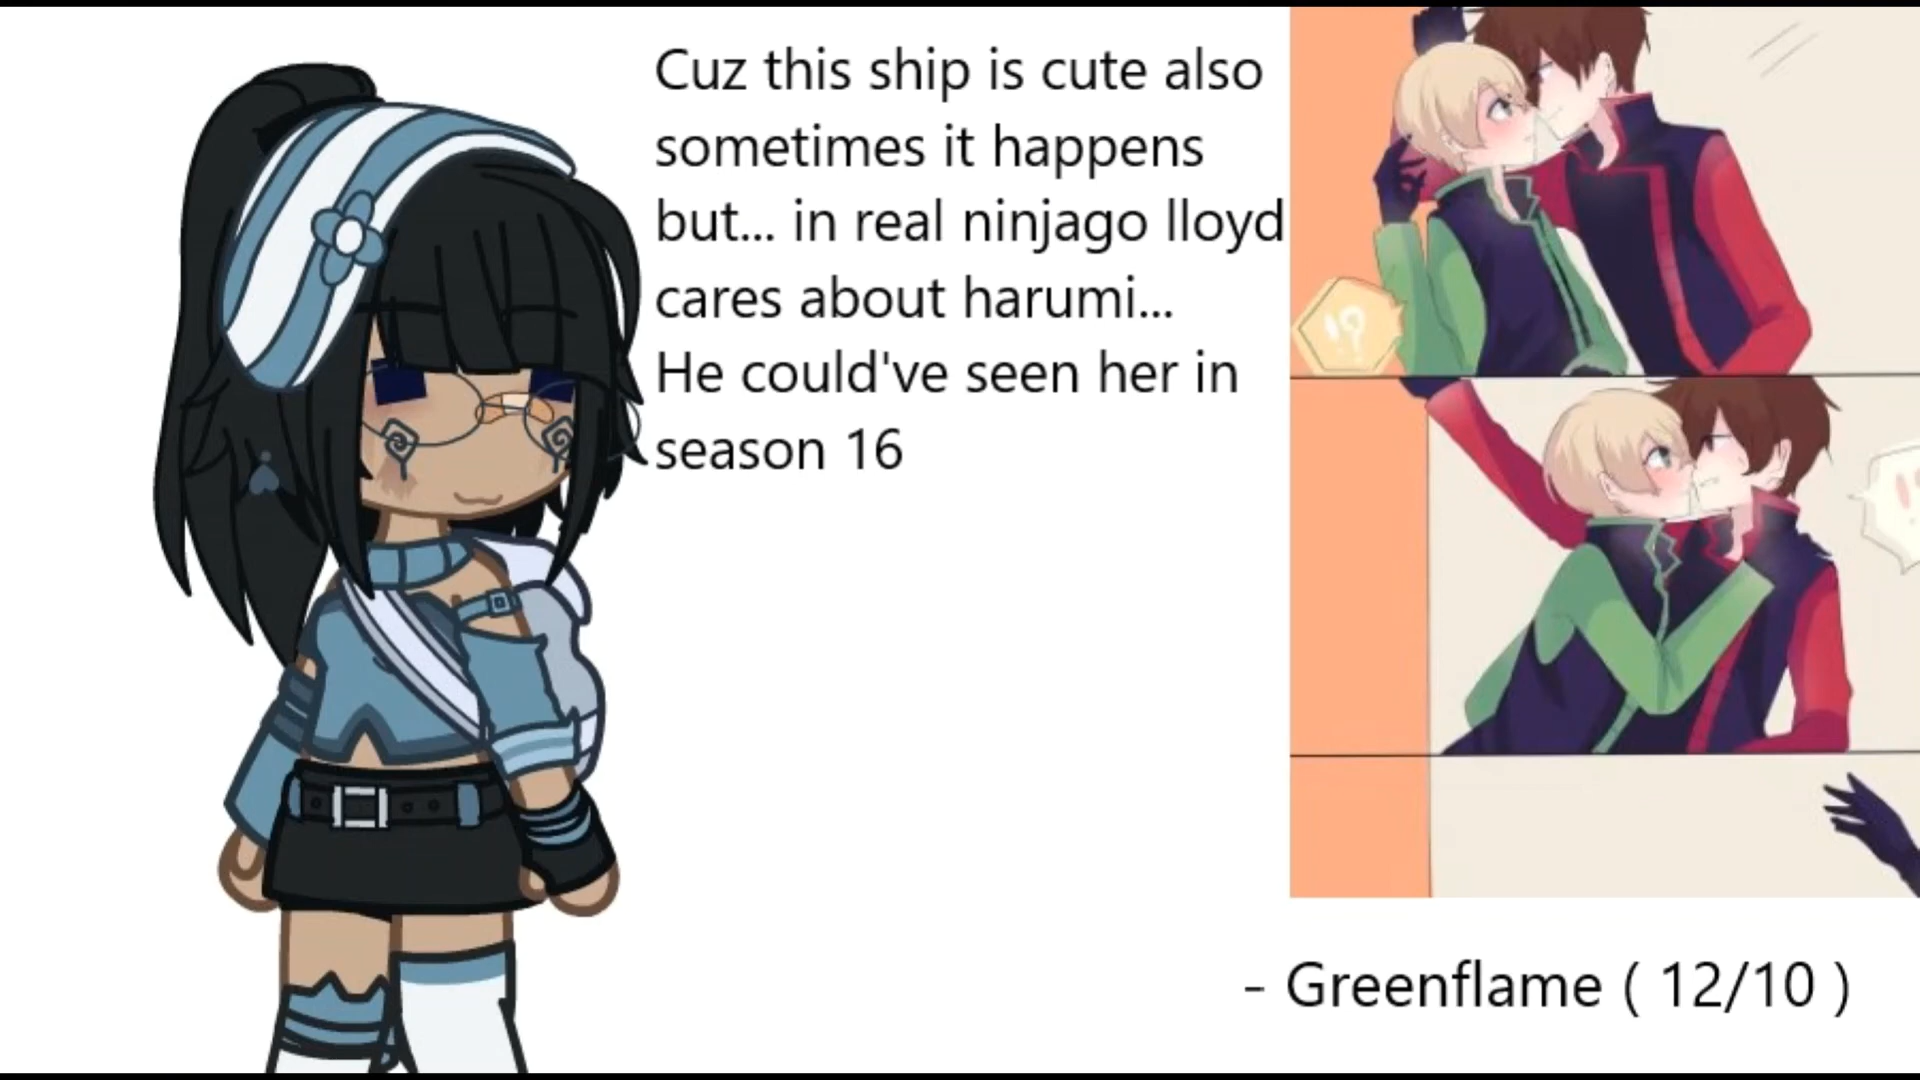 Cuz this ship is cute also
sometimes it happens
but... in real ninjago lloyd
cares about harumi...
He could've seen her in
season 16
!?
!!
- Greenflame ( 12/10 )